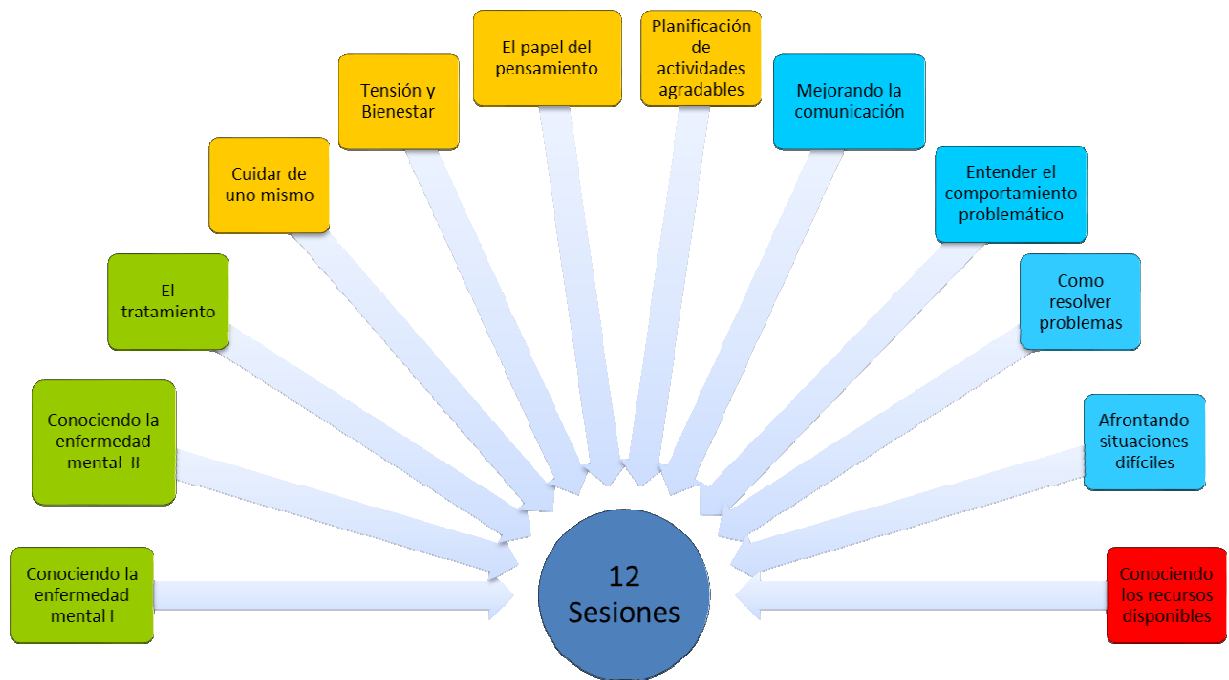 Conociendo la
enfermedad
mental I
Conociendo la
enfermedad
mental II
El
tratamiento
Cuidar de
uno mismo
Tensión y
Bienestar
El papel del
pensamiento
Planificación
de
actividades
agradables
Mejorando la
comunicación
Entender el
comportamiento
problemático
Como
resolver
problemas
Afrontando
situaciones
difíciles
Conociendo
los recursos
disponibles
12
Sesiones